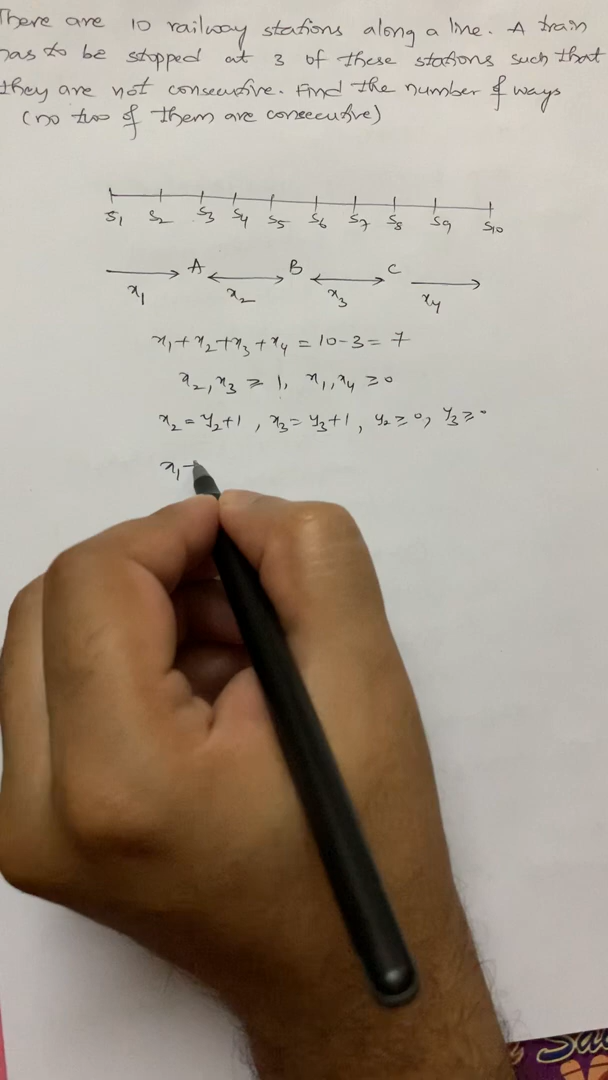 There are 10 railway stations along a line. A train
has to be stopped at 3 of these stations such that
they are not consecutive. Find the number of ways
(no two of them are consecutive)
S1 S2 S3 S4 S5 S6 S7 S8 S9 S10
A B C
x1 x2 x3 x4
x1+x2+x3+x4 = 10-3 = 7
x2, x3 ≥ 1, x1, x4 ≥ 0
x2 = y2+1, x3 = y3+1, y2 ≥ 0, y3 ≥ 0
x1+